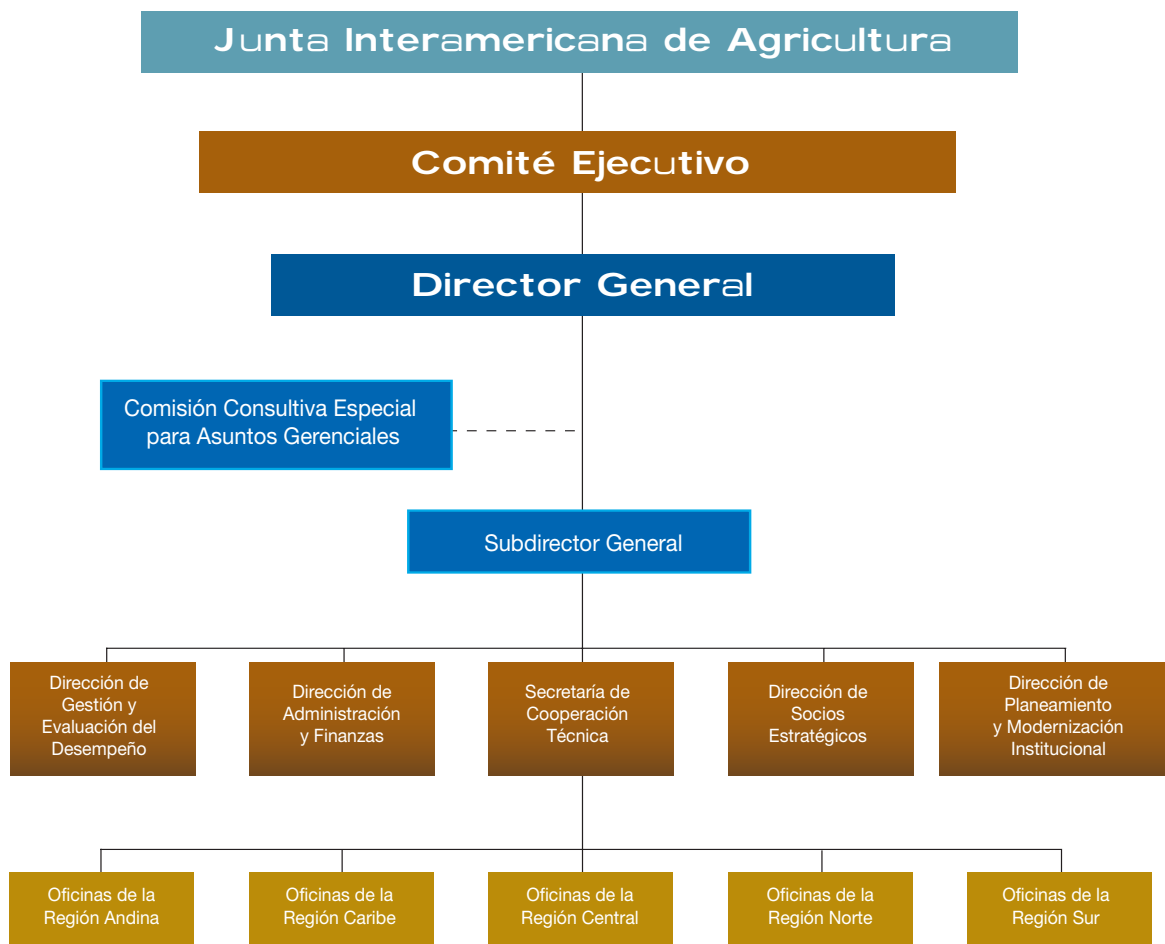 Junta Interamericana de Agricultura
Comité Ejecutivo
Director General
Comisión Consultiva Especial
para Asuntos Gerenciales
Subdirector General
Dirección de
Gestión y
Evaluación del
Desempeño
Dirección de
Administración
y Finanzas
Secretaría de
Cooperación
Técnica
Dirección de
Socios
Estratégicos
Dirección de
Planeamiento
y Modernización
Institucional
Oficinas de la
Región Andina
Oficinas de la
Región Caribe
Oficinas de la
Región Central
Oficinas de la
Región Norte
Oficinas de la
Región Sur